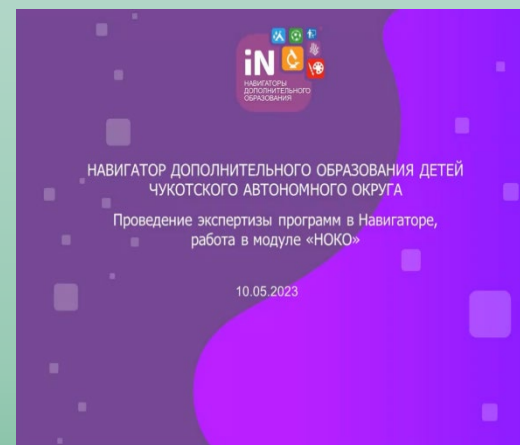 iN
НАВИГАТОРЫ
ДОПОЛНИТЕЛЬНОГО
ОБРАЗОВАНИЯ
НАВИГАТОР ДОПОЛНИТЕЛЬНОГО ОБРАЗОВАНИЯ ДЕТЕЙ
ЧУКОТСКОГО АВТОНОМНОГО ОКРУГА
Проведение экспертизы программ в Навигаторе,
работа в модуле «НОКО»
10.05.2023